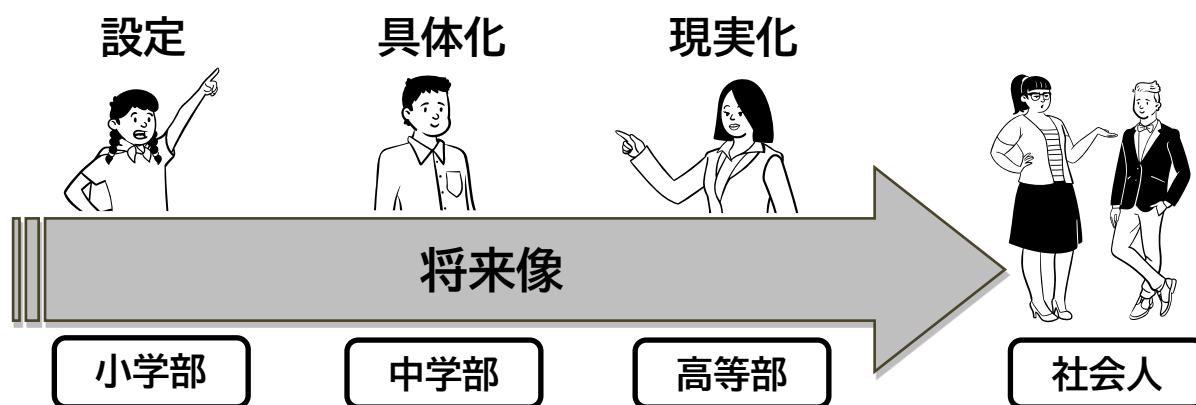 設定
具体化
現実化
将来像
小学部
中学部
高等部
社会人